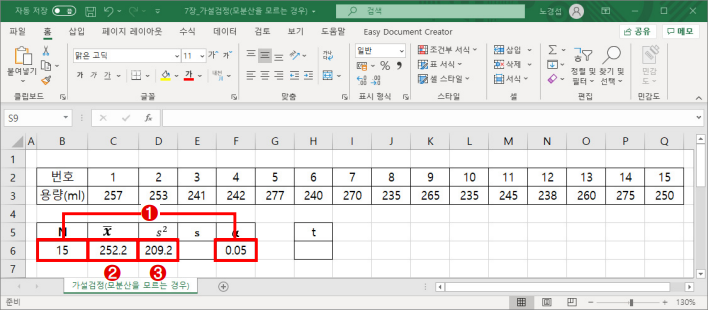 자동 저장 7장_가설검정(모분산을 모르는 경우) 검색 노경섭
파일 홈 삽입 페이지 레이아웃 수식 데이터 검토 보기 도움말 Easy Document Creator 공유 메모
붙여넣기 맑은 고딕 11 가 가 일반 조건부 서식 삽입
가 가 가 % 표 서식 삭제 정렬 및 찾기 및 민감
셀 스타일 서식 필터 선택 도
클립보드 글꼴 맞춤 표시 형식 스타일 셀 편집 민감도
S9 fx
A B C D E F G H I J K L M N O P Q
1
2 번호 1 2 3 4 5 6 7 8 9 10 11 12 13 14 15
3 용량(ml) 257 253 241 242 277 240 270 235 265 235 245 238 260 275 250
4 ①
5 N x̅ s² s α t
6 15 252.2 209.2 0.05
7 ② ③
가설검정(모분산을 모르는 경우)
준비 130%